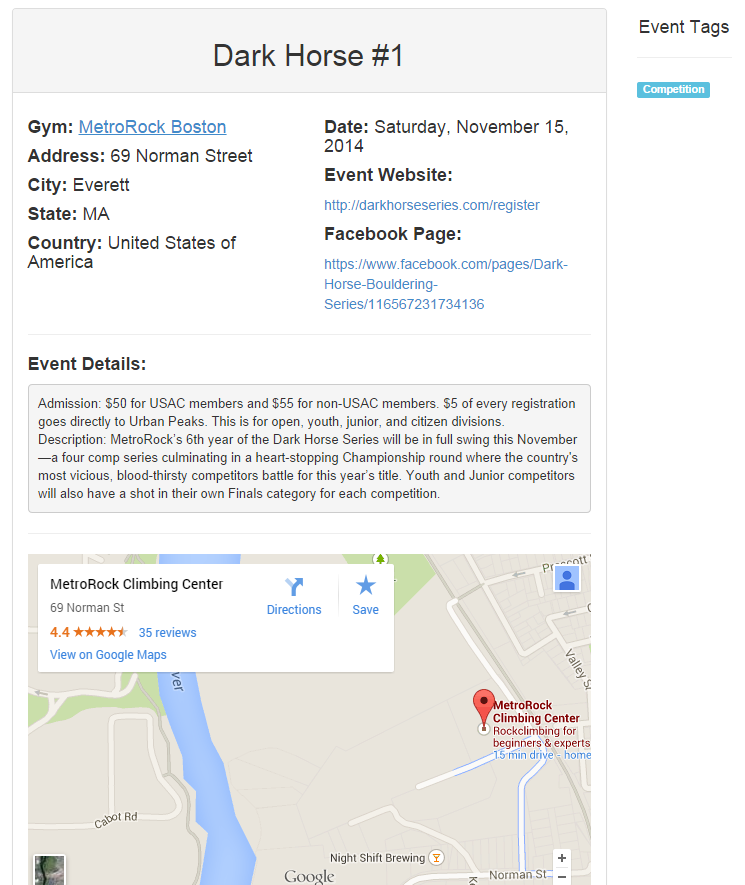 Dark Horse #1
Event Tags
Competition
Gym: MetroRock Boston
Address: 69 Norman Street
City: Everett
State: MA
Country: United States of
America
Date: Saturday, November 15,
2014
Event Website:
http://darkhorseseries.com/register
Facebook Page:
https://www.facebook.com/pages/Dark-
Horse-Bouldering-
Series/116567231734136
Event Details:
Admission: $50 for USAC members and $55 for non-USAC members. $5 of every registration
goes directly to Urban Peaks. This is for open, youth, junior, and citizen divisions.
Description: MetroRock's 6th year of the Dark Horse Series will be in full swing this November
—a four comp series culminating in a heart-stopping Championship round where the country's
most vicious, blood-thirsty competitors battle for this year's title. Youth and Junior competitors
will also have a shot in their own Finals category for each competition.
MetroRock Climbing Center
69 Norman St
4.4
35 reviews
View on Google Maps
Directions
Save
Prescott
Valley S
MetroRock
Climbing Center
Rockclimbing for
beginners & experts
15 min drive - home
Cabot Rd
Night Shift Brewing
Google
Norman St
+
−